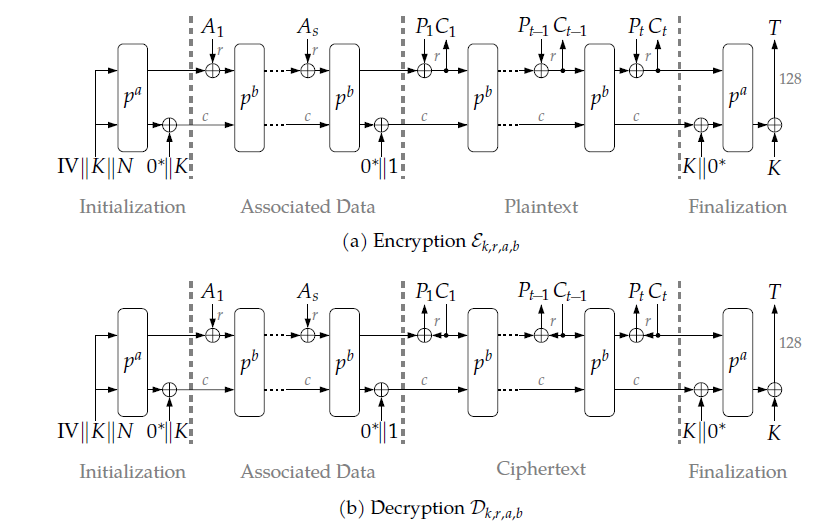 A₁ Aₛ P₁ C₁ Pₜ₋₁ Cₜ₋₁ Pₜ Cₜ T
r r r r r
128
pᵃ pᵇ pᵇ pᵇ pᵇ pᵃ
c c c c c
IV‖K‖N 0*‖K 0*‖1 K‖0* K
Initialization Associated Data Plaintext Finalization
(a) Encryption ℰk,r,a,b
A₁ Aₛ P₁ C₁ Pₜ₋₁ Cₜ₋₁ Pₜ Cₜ T
r r r r r
128
pᵃ pᵇ pᵇ pᵇ pᵇ pᵃ
c c c c c
IV‖K‖N 0*‖K 0*‖1 K‖0* K
Initialization Associated Data Ciphertext Finalization
(b) Decryption 𝒟k,r,a,b